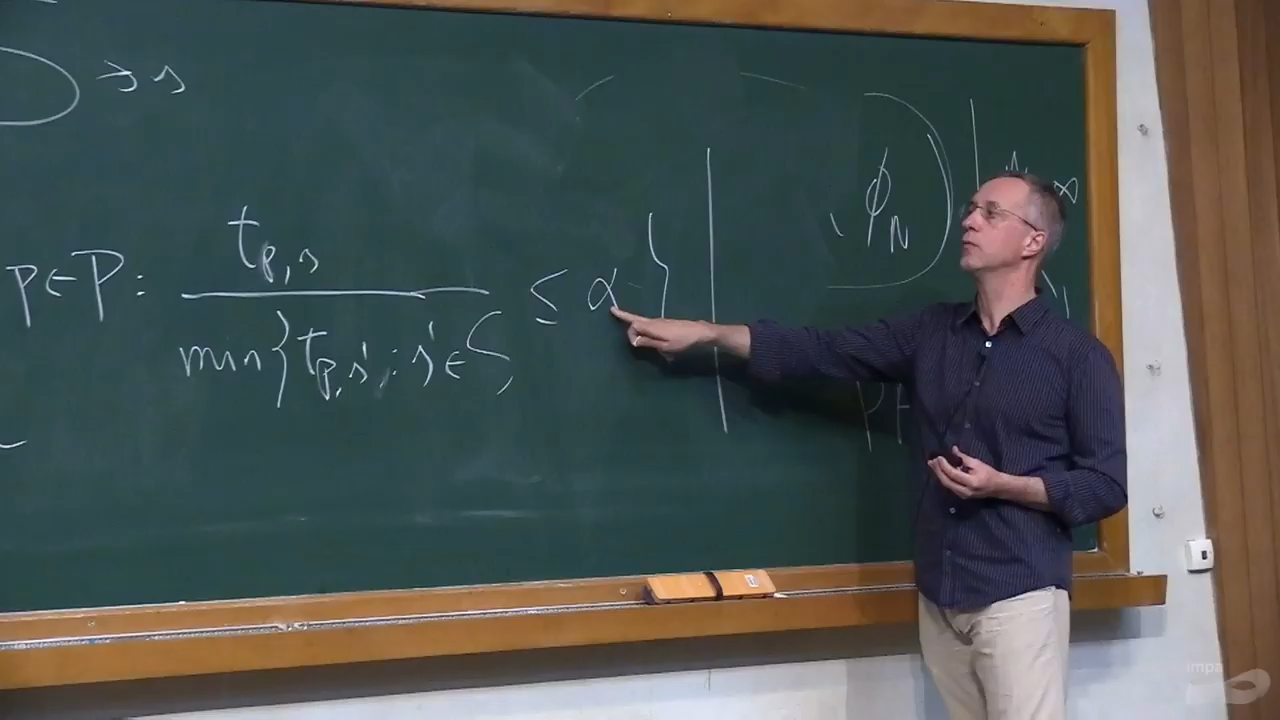 → s
p ∈ P : t_{p,s} / min{t_{p,s'} : s' ∈ S ≤ α }
ϕ_N
∞
impa